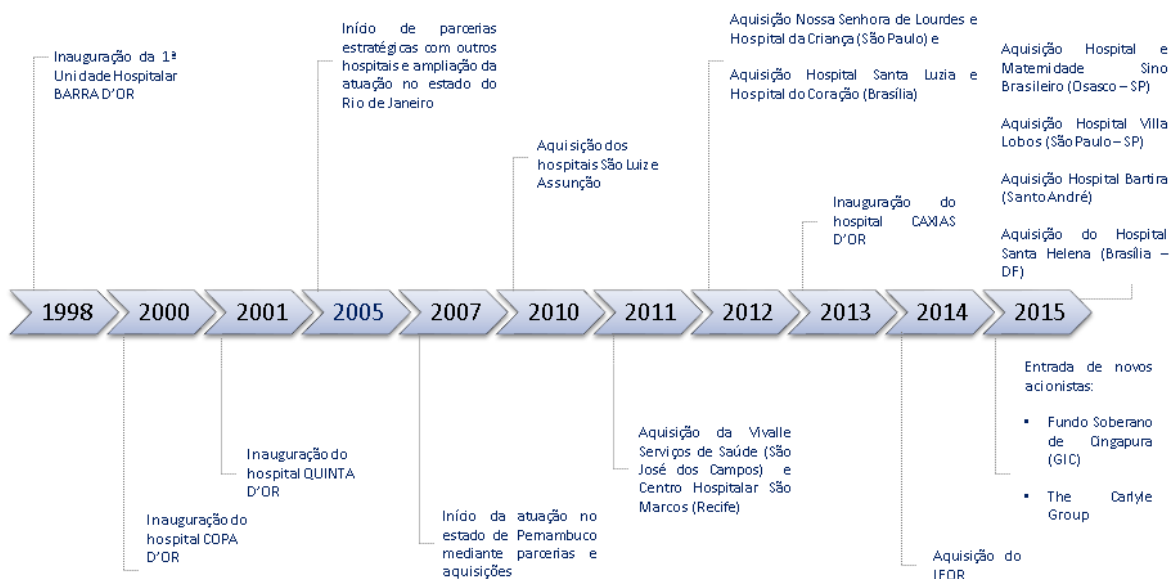 Inauguração da 1ª
Unidade Hospitalar
BARRA D'OR
Início de parcerias
estratégicas com outros
hospitais e ampliação da
atuação no estado do
Rio de Janeiro
Aquisição dos
hospitais São Luiz e
Assunção
Aquisição Nossa Senhora de Lourdes e
Hospital da Criança (São Paulo) e
Aquisição Hospital Santa Luzia e
Hospital do Coração (Brasília)
Inauguração do
hospital CAXIAS
D'OR
Aquisição Hospital e
Maternidade Sino
Brasileiro (Osasco – SP)
Aquisição Hospital Villa
Lobos (São Paulo – SP)
Aquisição Hospital Bartira
(Santo André)
Aquisição do Hospital
Santa Helena (Brasília –
DF)
1998 2000 2001 2005 2007 2010 2011 2012 2013 2014 2015
Inauguração do
hospital COPA
D'OR
Inauguração do
hospital QUINTA
D'OR
Início da atuação no
estado de Pernambuco
mediante parcerias e
aquisições
Aquisição da Vivalle
Serviços de Saúde (São
José dos Campos) e
Centro Hospitalar São
Marcos (Recife)
Aquisição do
IFOR
Entrada de novos
acionistas:
▪ Fundo Soberano
de Cingapura
(GIC)
▪ The Carlyle
Group